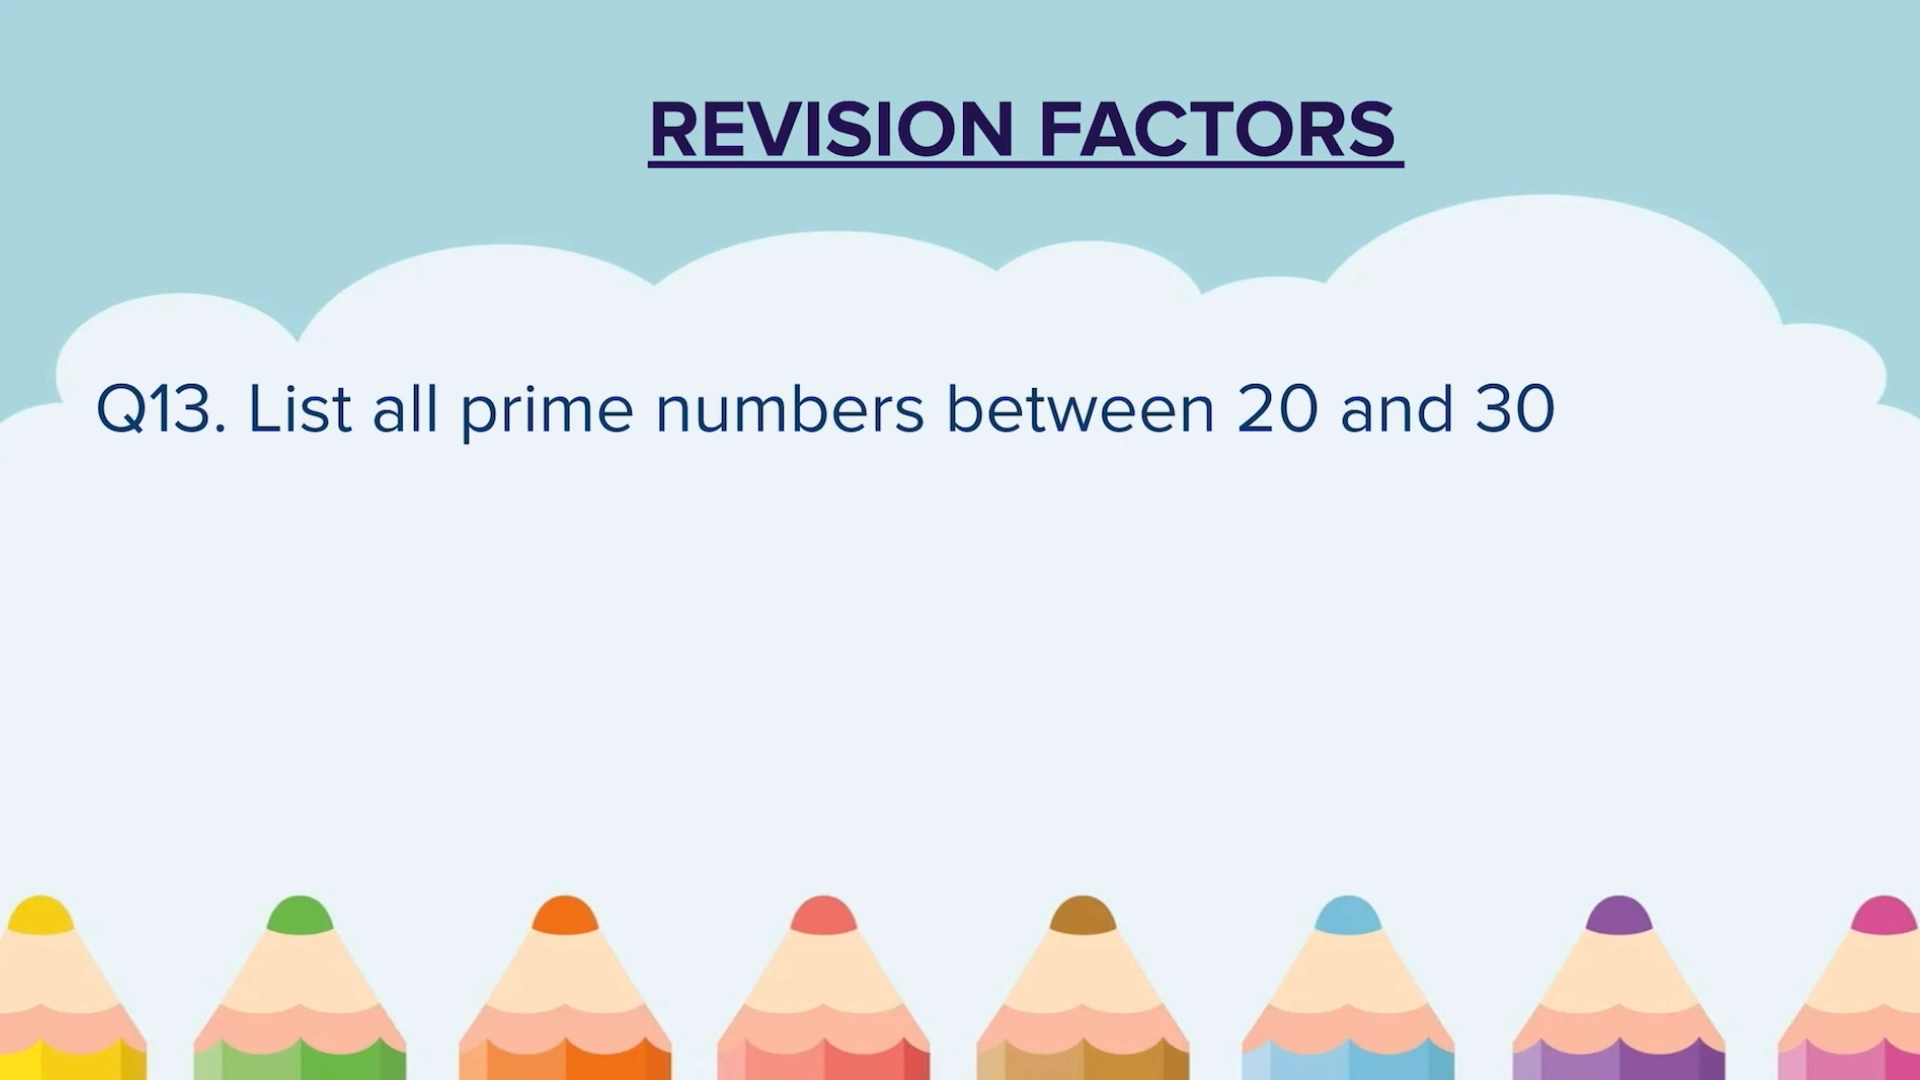 REVISION FACTORS
Q13. List all prime numbers between 20 and 30